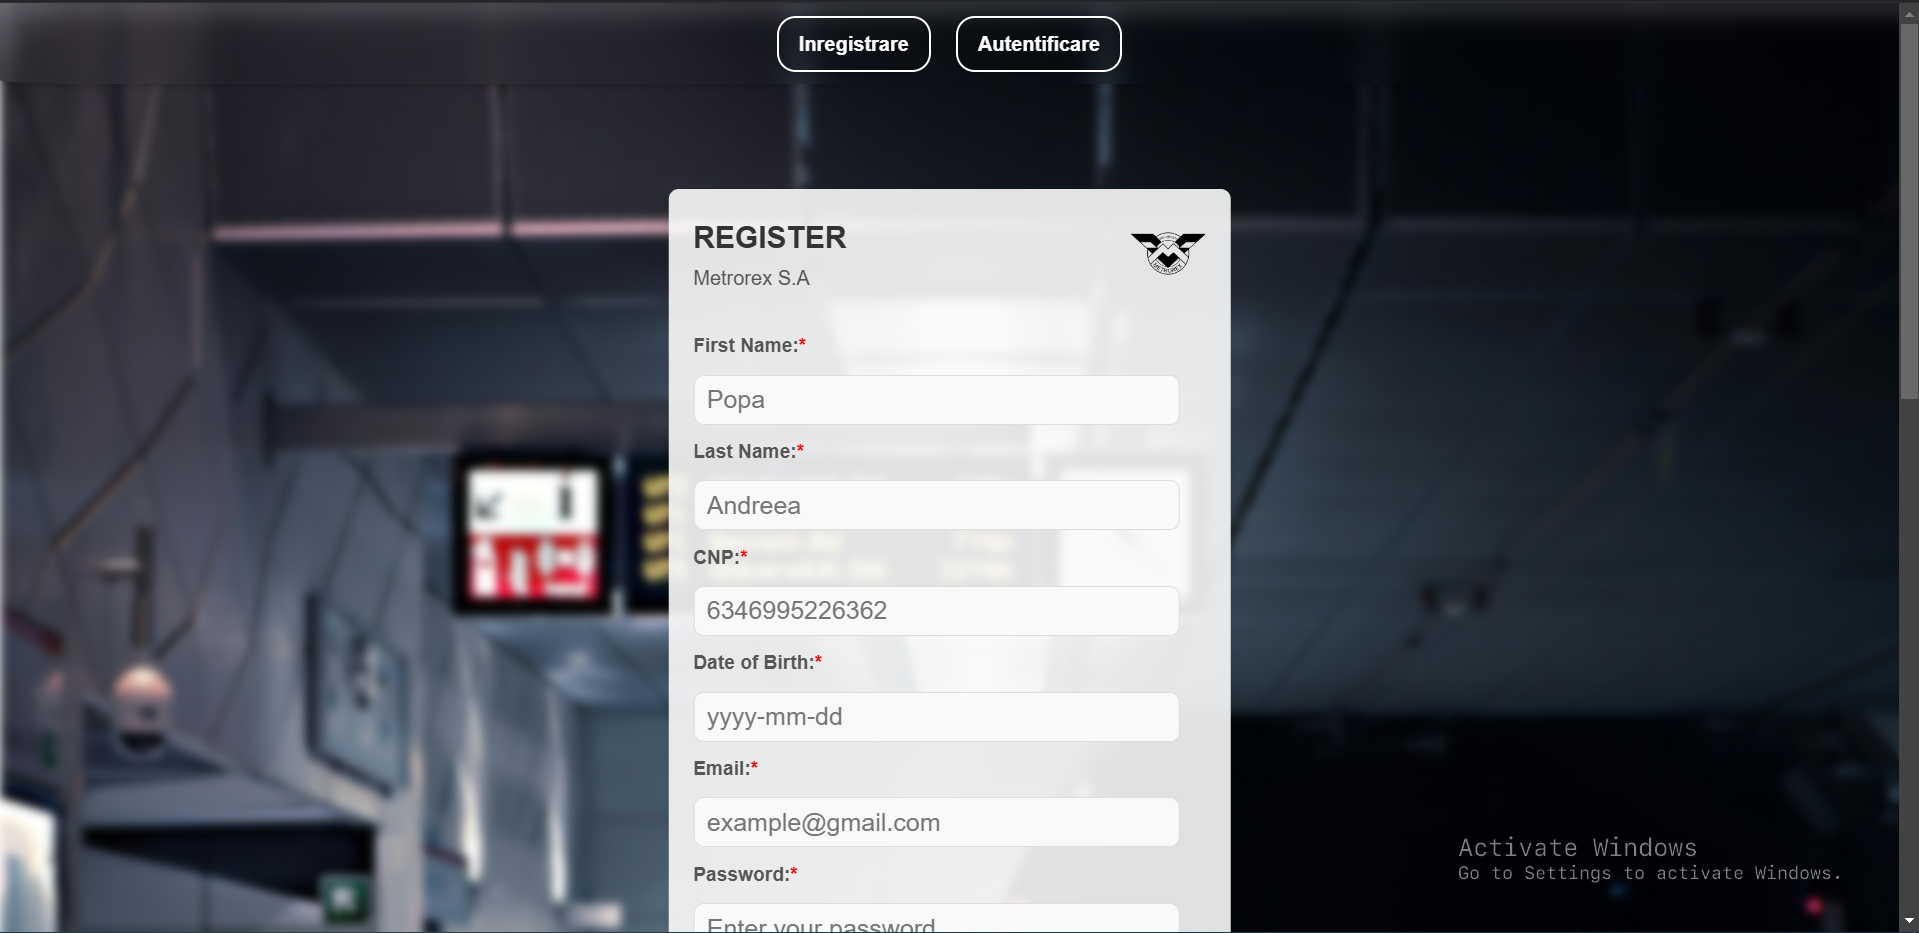 Inregistrare
Autentificare
REGISTER
Metrorex S.A
METROREX
First Name:*
Popa
Last Name:*
Andreea
CNP:*
6346995226362
Date of Birth:*
yyyy-mm-dd
Email:*
example@gmail.com
Password:*
Enter your password
Activate Windows
Go to Settings to activate Windows.